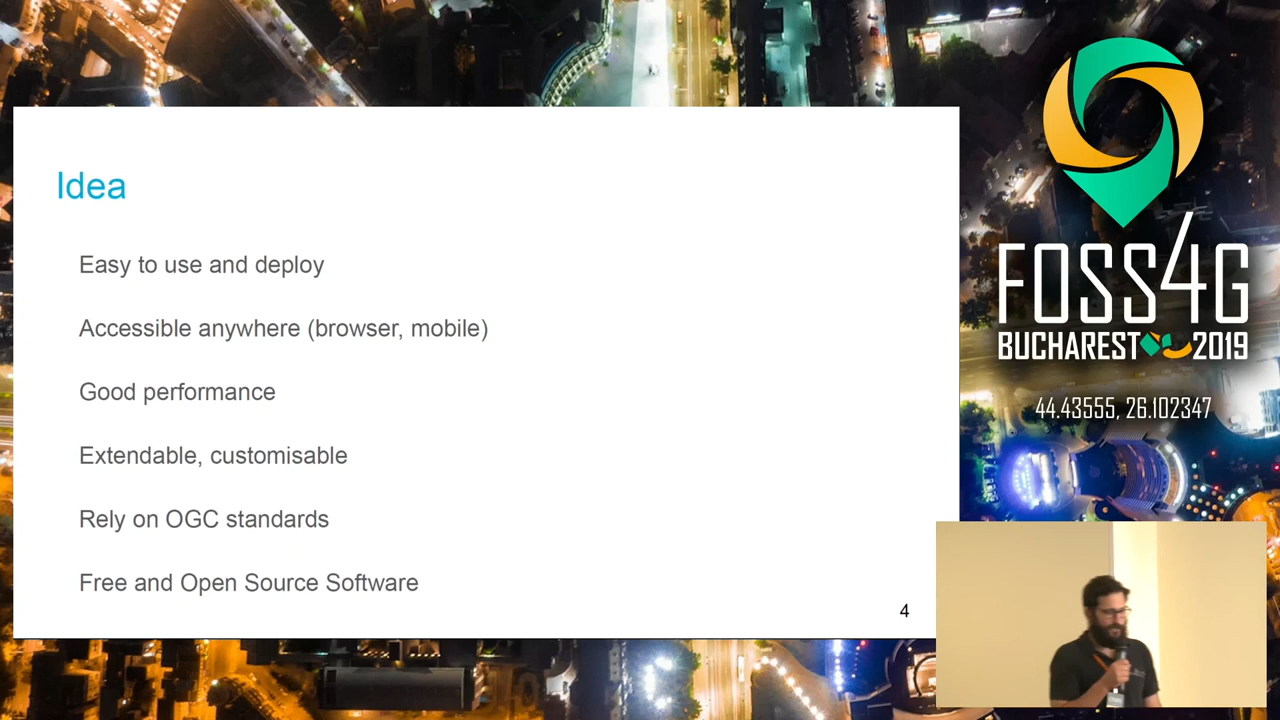 Idea
Easy to use and deploy
Accessible anywhere (browser, mobile)
Good performance
Extendable, customisable
Rely on OGC standards
Free and Open Source Software
4
FOSS4G
BUCHAREST 2019
44.43555, 26.102347